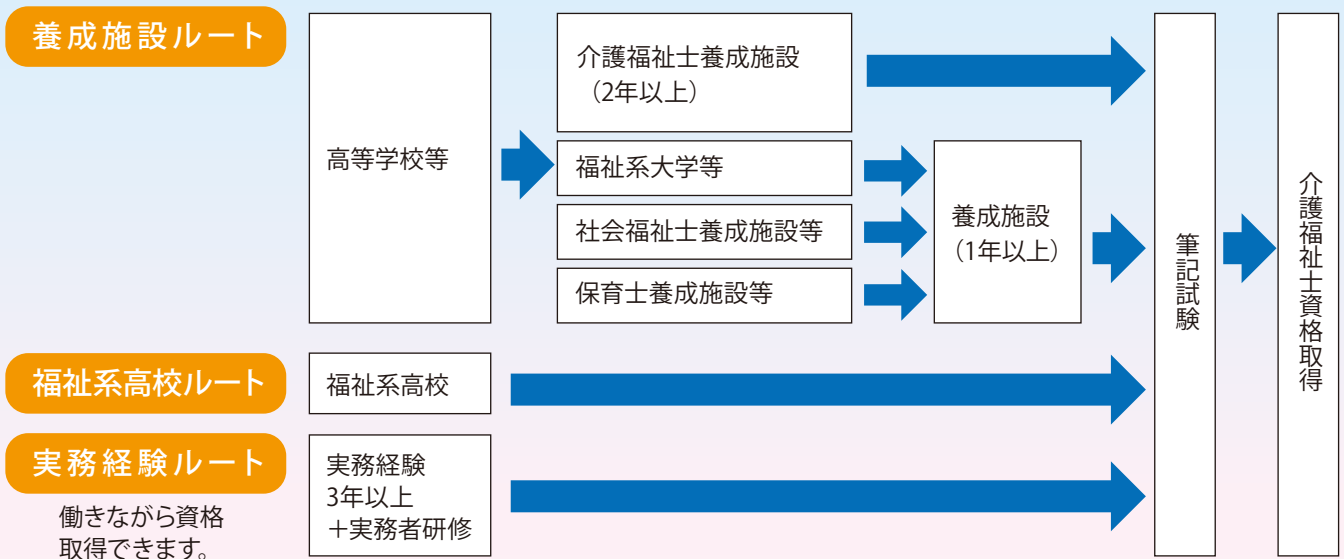 養成施設ルート
高等学校等
介護福祉士養成施設
（2年以上）
福祉系大学等
社会福祉士養成施設等
保育士養成施設等
養成施設
（1年以上）
福祉系高校ルート
福祉系高校
実務経験ルート
働きながら資格
取得できます。
実務経験
3年以上
＋実務者研修
筆記試験
介護福祉士資格取得